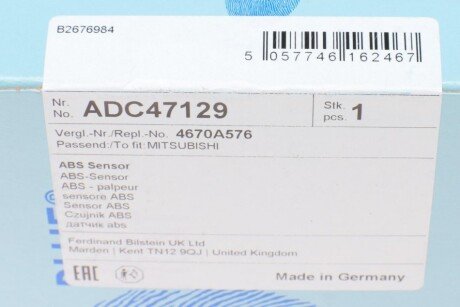 B2676984
5 057746 162467
Nr.
No. ADC47129
Stk.
pcs. 1
Vergl.-Nr./Repl.-No. 4670A576
Passend:/To fit: MITSUBISHI
ABS Sensor
ABS-Sensor
ABS - palpeur
sensore ABS
Sensor ABS
Czujnik ABS
датчик abs
Ferdinand Bilstein UK Ltd
Marden | Kent TN12 9QJ | United Kingdom
EAC
Made in Germany
BLUE